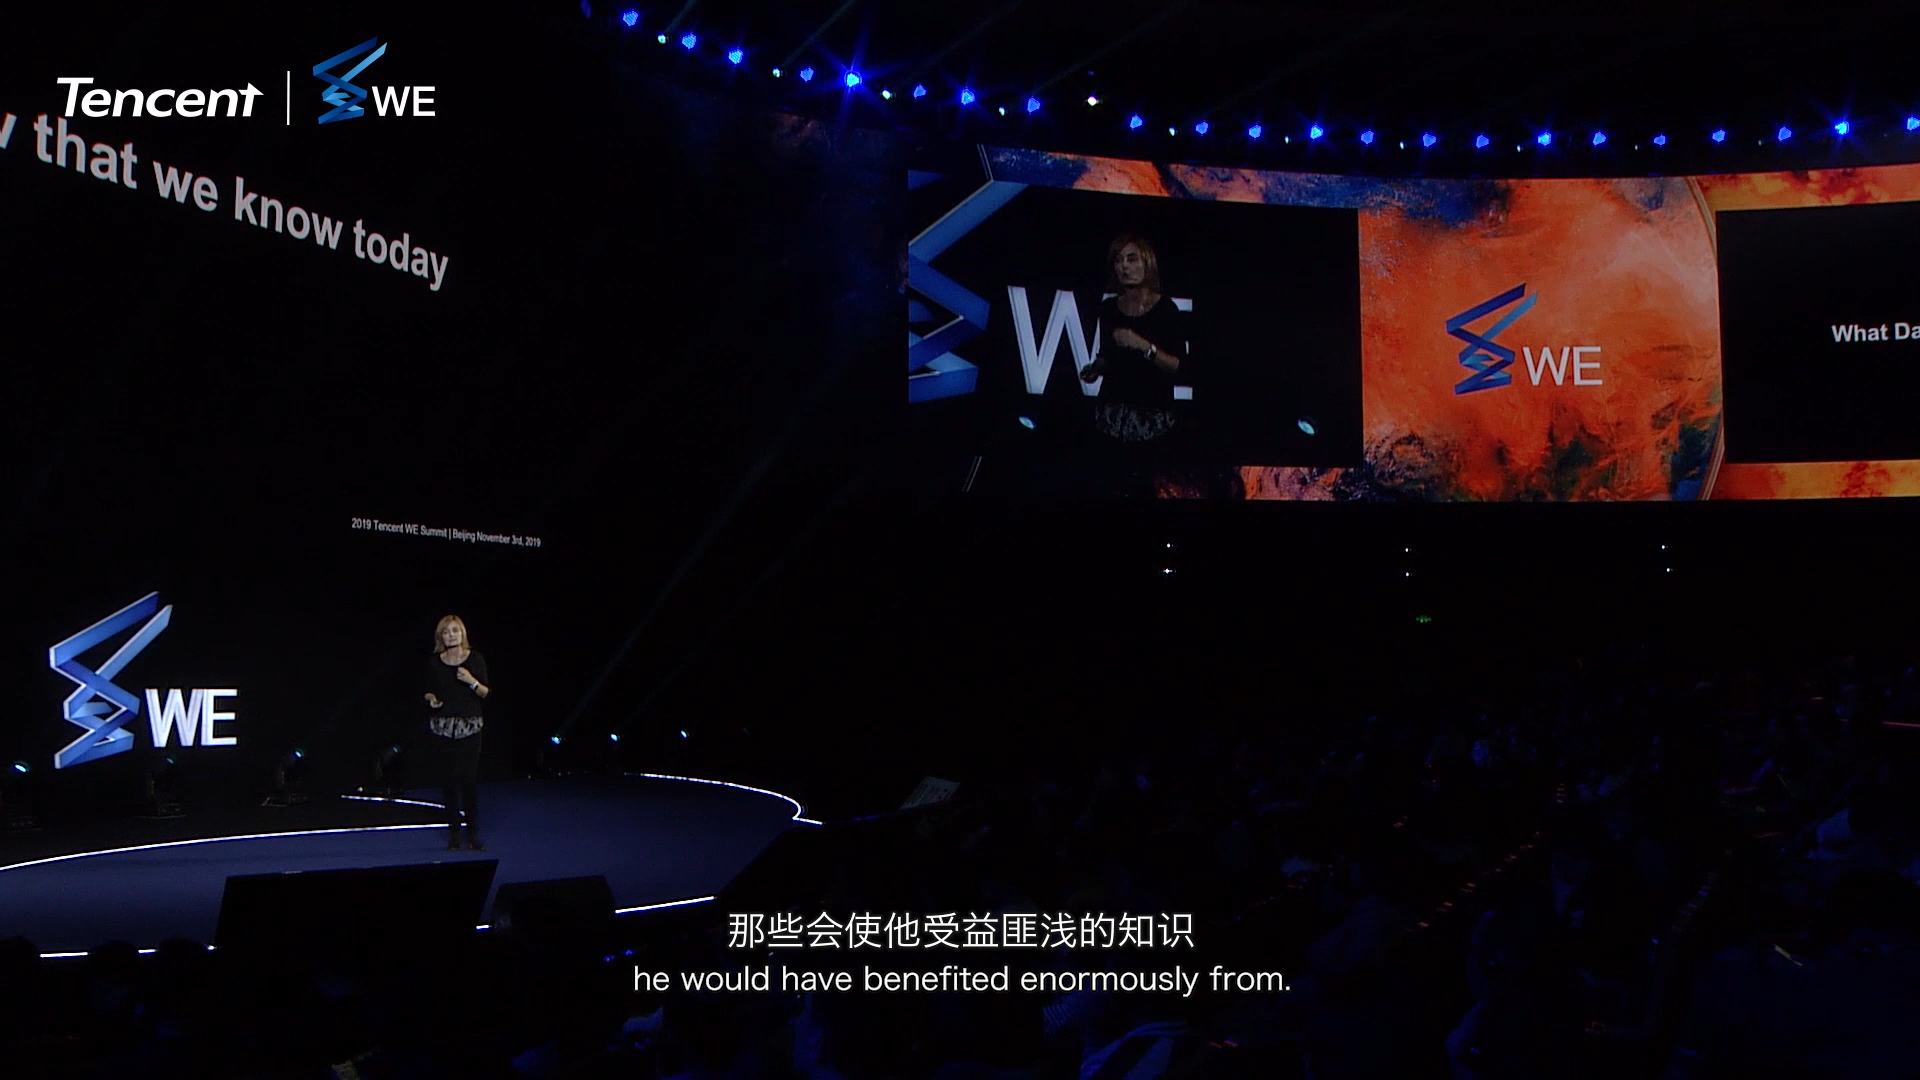 Tencent
WE
that we know today
WE
WE
What Da
2019 Tencent WE Summit | Beijing November 3rd, 2019
WE
那些会使他受益匪浅的知识
he would have benefited enormously from.